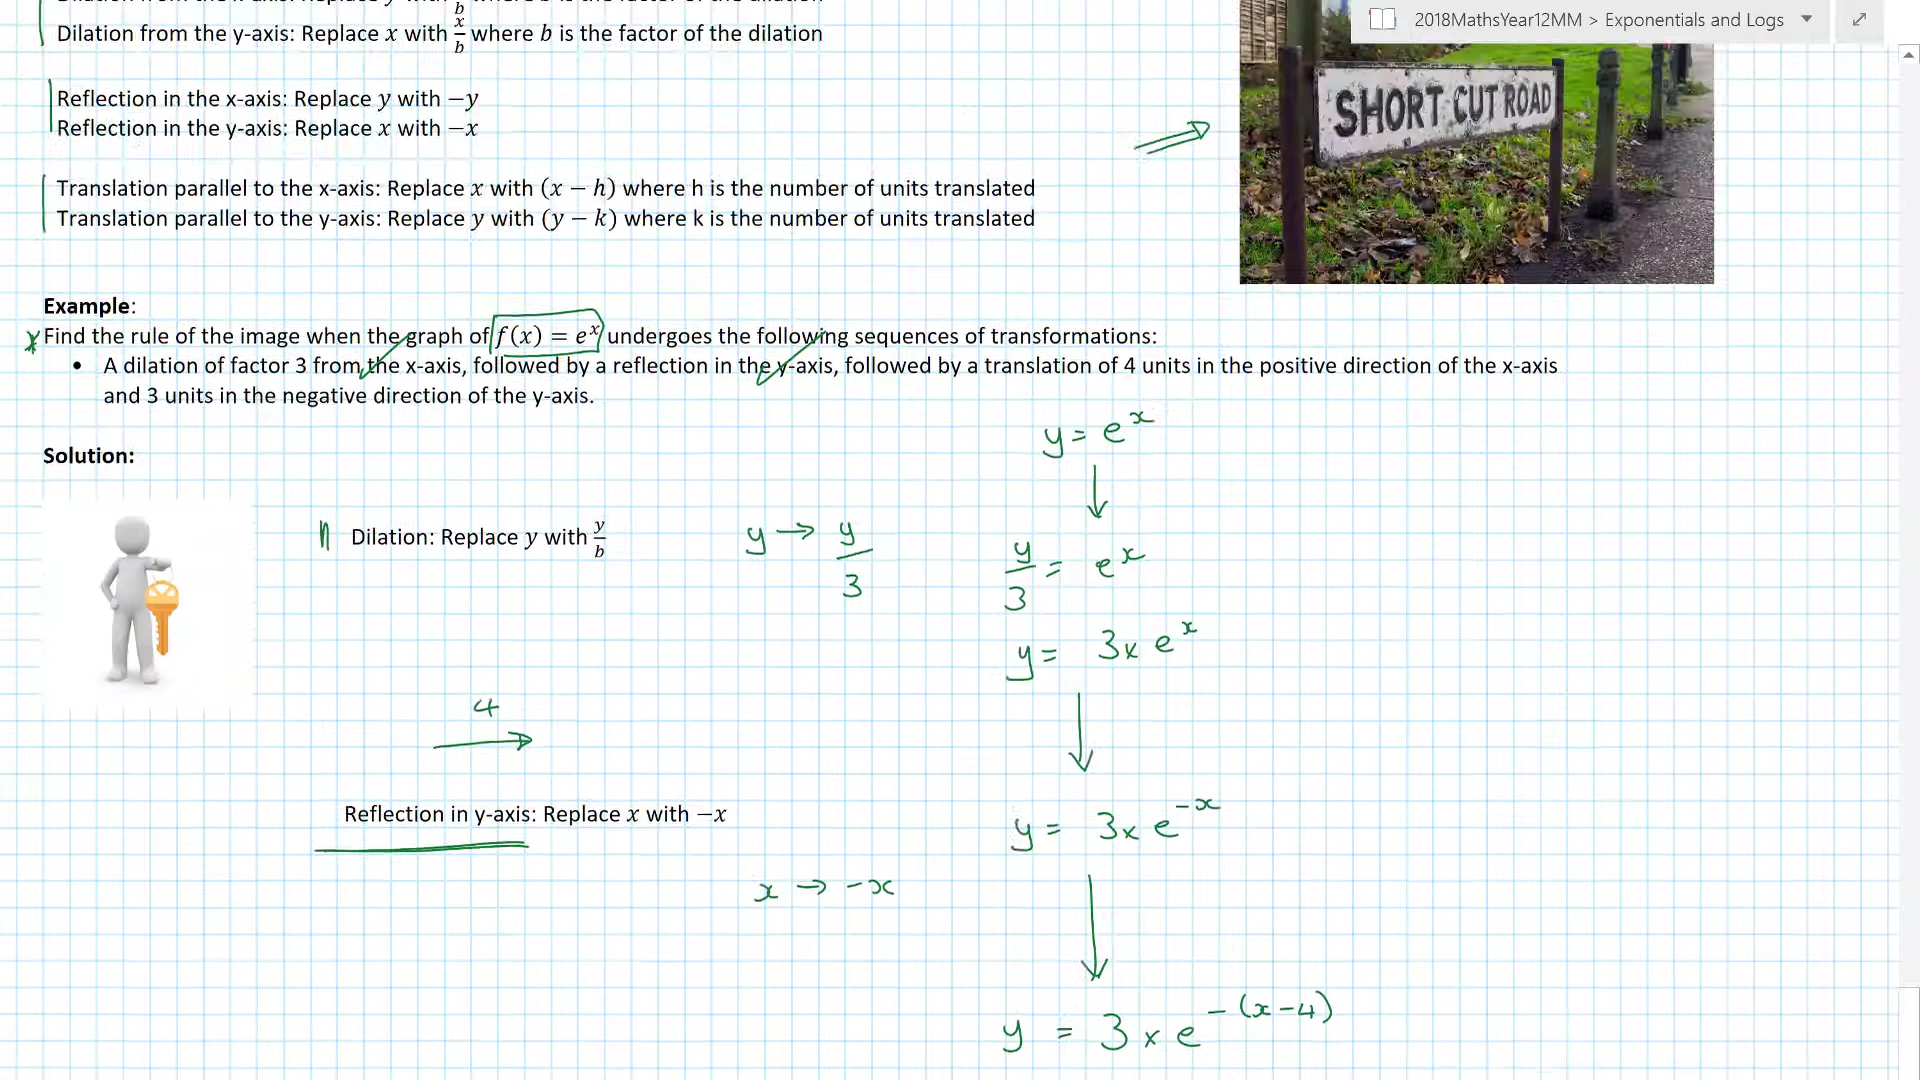 2018MathsYear12MM > Exponentials and Logs
Dilation from the y-axis: Replace x with x/b where b is the factor of the dilation
Reflection in the x-axis: Replace y with −y
Reflection in the y-axis: Replace x with −x
SHORT CUT ROAD
Translation parallel to the x-axis: Replace x with (x − h) where h is the number of units translated
Translation parallel to the y-axis: Replace y with (y − k) where k is the number of units translated
Example:
Find the rule of the image when the graph of f(x) = e^x undergoes the following sequences of transformations:
• A dilation of factor 3 from the x-axis, followed by a reflection in the y-axis, followed by a translation of 4 units in the positive direction of the x-axis
and 3 units in the negative direction of the y-axis.
y = e^x
Solution:
Dilation: Replace y with y/b
y → y/3
y/3 = e^x
y = 3 × e^x
4
Reflection in y-axis: Replace x with −x
y = 3 × e^-x
x → -x
y = 3 × e^-(x-4)